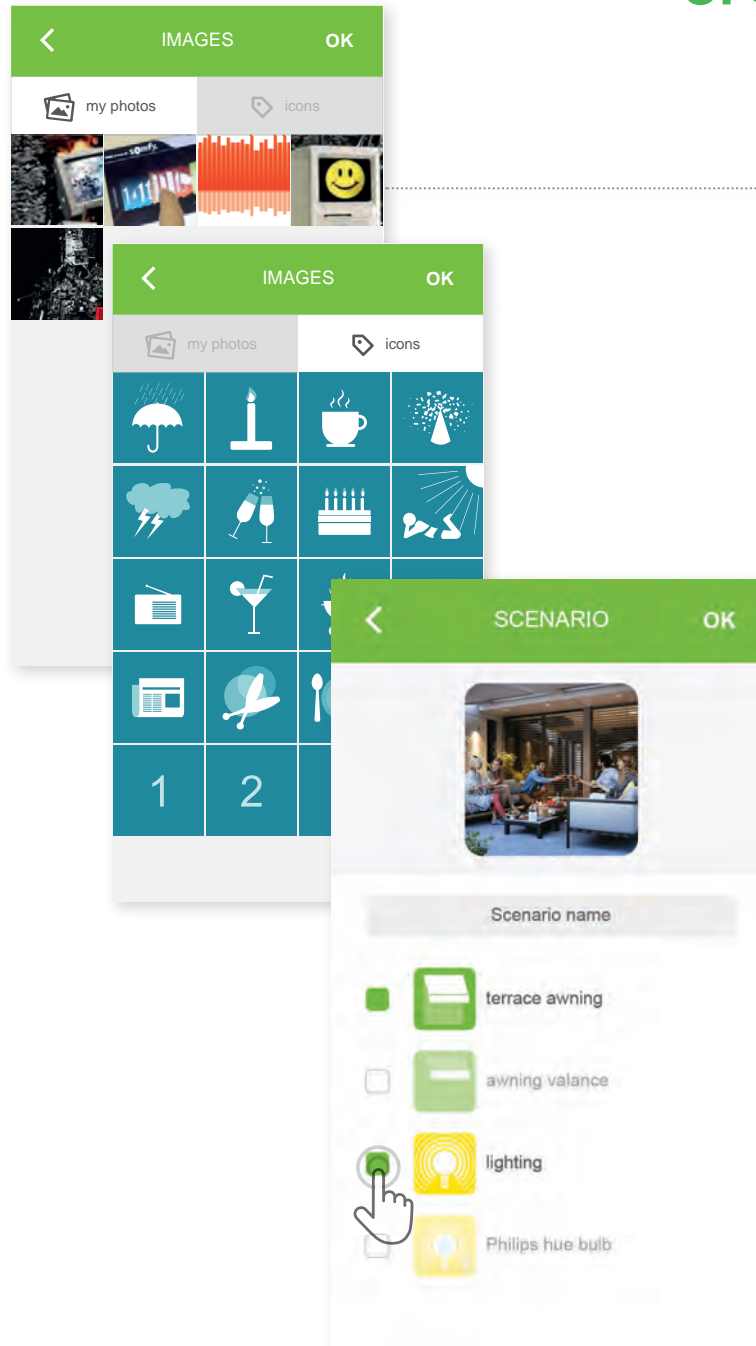 IMAGES OK
my photos icons
somfy.
IMAGES OK
my photos icons
1 2
SCENARIO OK
Scenario name
terrace awning
awning valance
lighting
Philips hue bulb